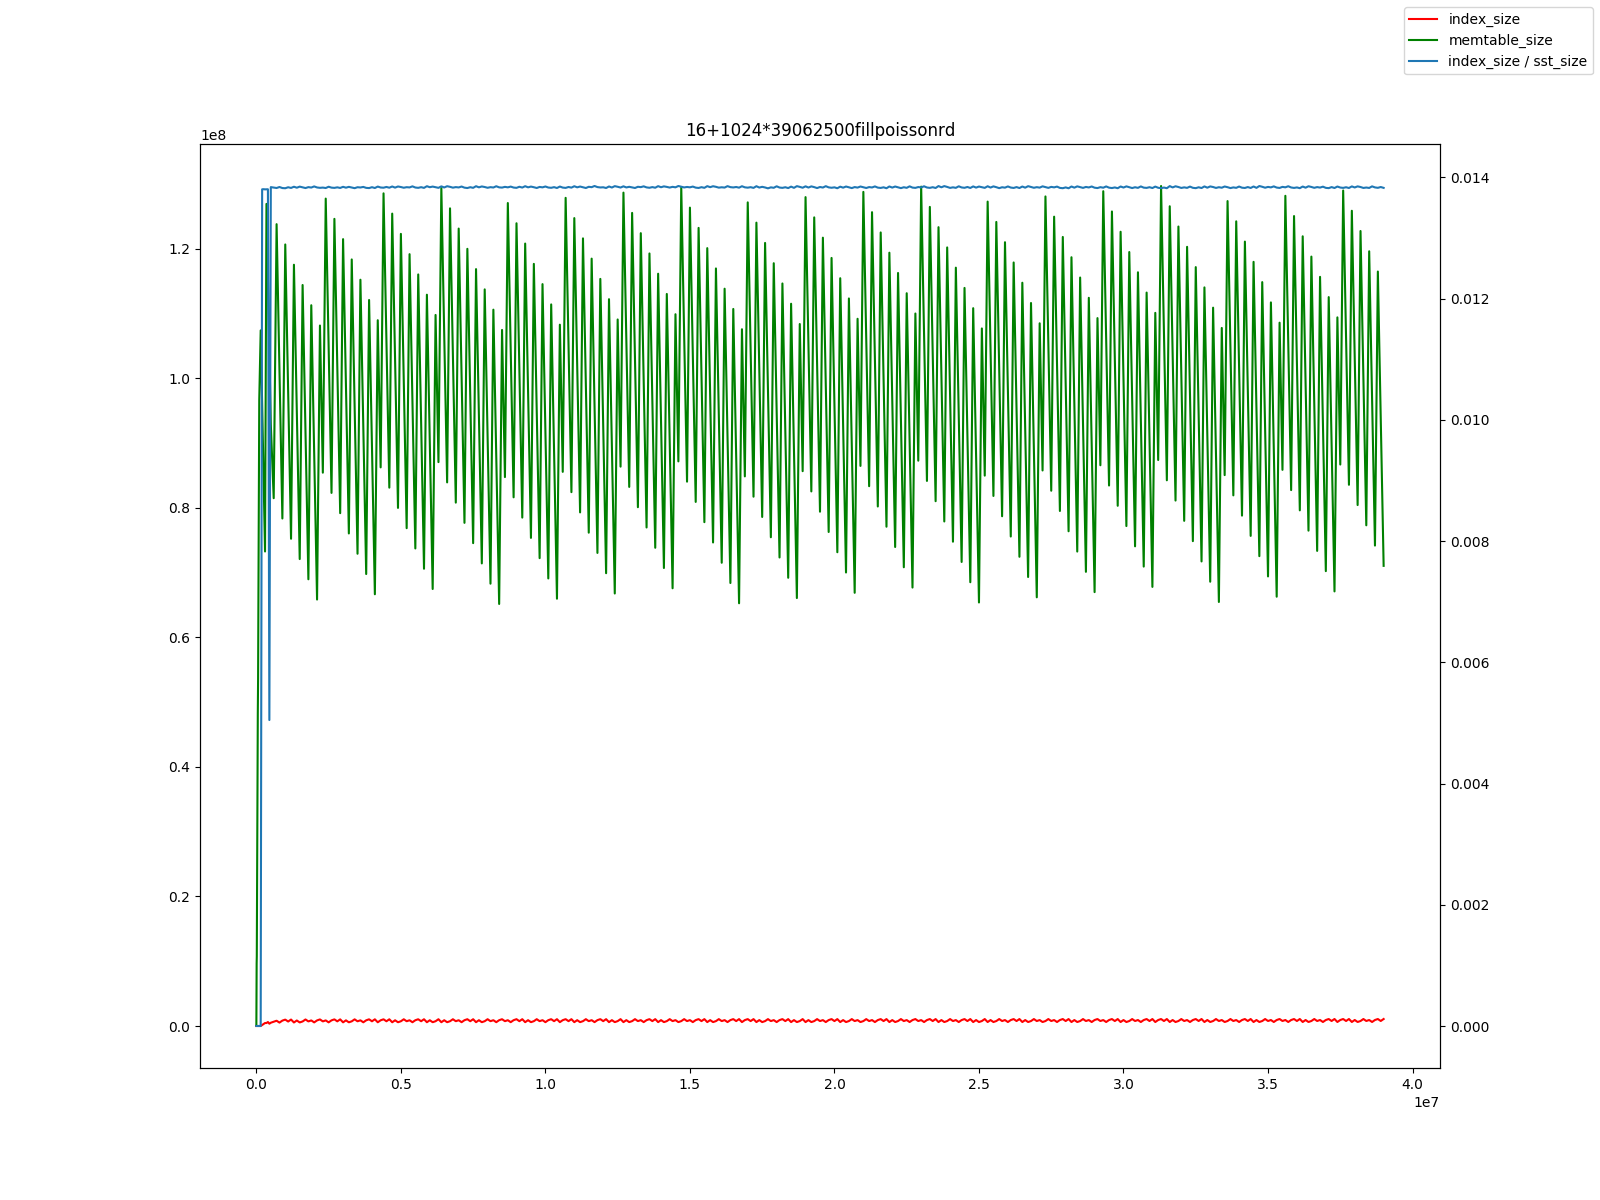 index_size
memtable_size
index_size / sst_size
16+1024*39062500fillpoissonrd
1e8
1.2
1.0
0.8
0.6
0.4
0.2
0.0
0.014
0.012
0.010
0.008
0.006
0.004
0.002
0.000
0.0 0.5 1.0 1.5 2.0 2.5 3.0 3.5 4.0
1e7